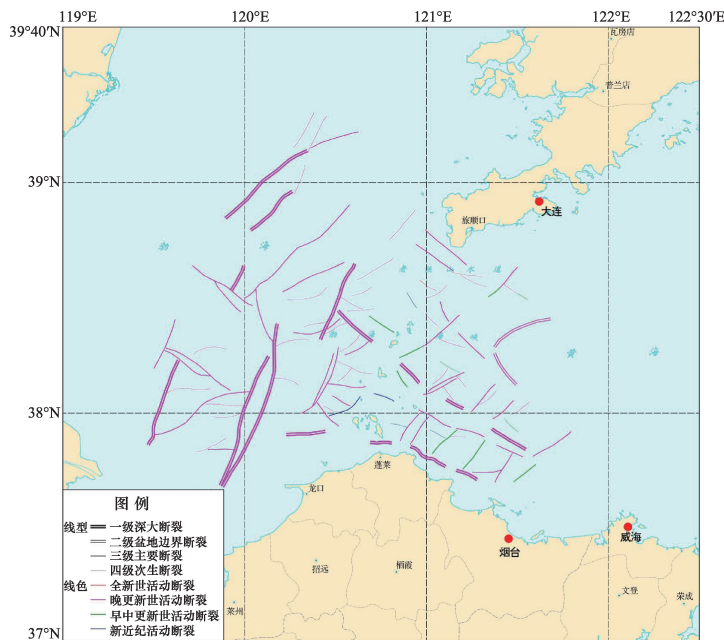 119°E 120°E 121°E 122°E 122°30′E
39°40′N
瓦房店
普兰店
39°N
大连
旅顺口
渤 海
黄 海
38°N
蓬莱
龙口
图 例
线型 一级深大断裂
二级盆地边界断裂
三级主要断裂
四级次生断裂
线色 全新世活动断裂
晚更新世活动断裂
早中更新世活动断裂
新近纪活动断裂
威海
烟台
招远
栖霞
文登
荣成
莱州
37°N